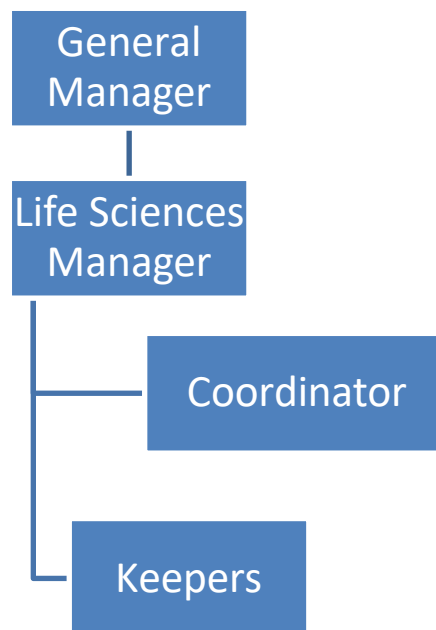 General
Manager
Life Sciences
Manager
Coordinator
Keepers